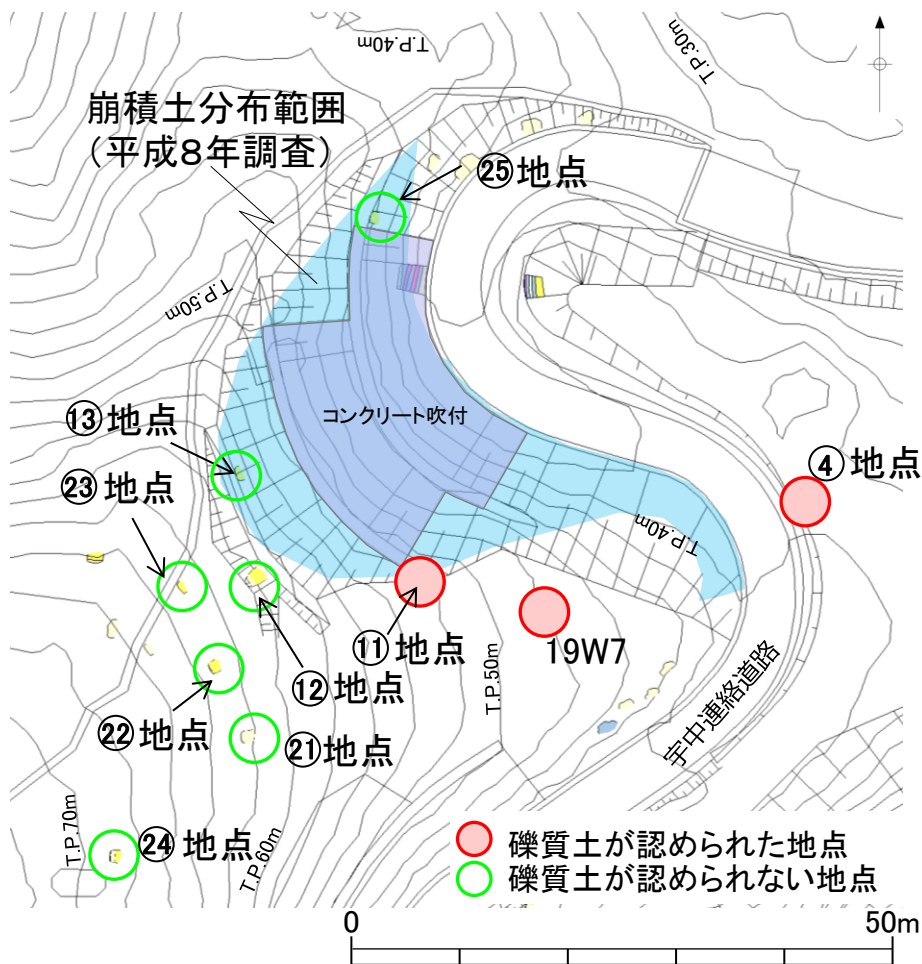 T.P.40m
T.P.30m
崩積土分布範囲
（平成8年調査）
㉕地点
T.P.50m
コンクリート吹付
⑬地点
㉓地点
④地点
T.P.40m
⑪地点
19W7
⑫地点
T.P.50m
㉒地点
㉑地点
宇中連絡道路
T.P.70m
㉔地点
T.P.60m
礫質土が認められた地点
礫質土が認められない地点
0
50m